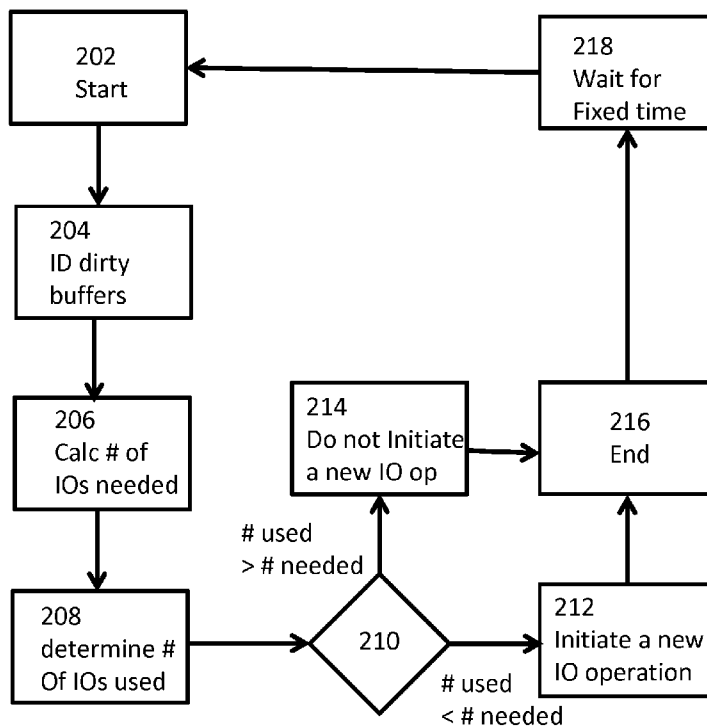 202
Start
218
Wait for
Fixed time
204
ID dirty
buffers
206
Calc # of
IOs needed
214
Do not Initiate
a new IO op
216
End
# used
> # needed
208
determine #
Of IOs used
210
212
Initiate a new
IO operation
# used
< # needed